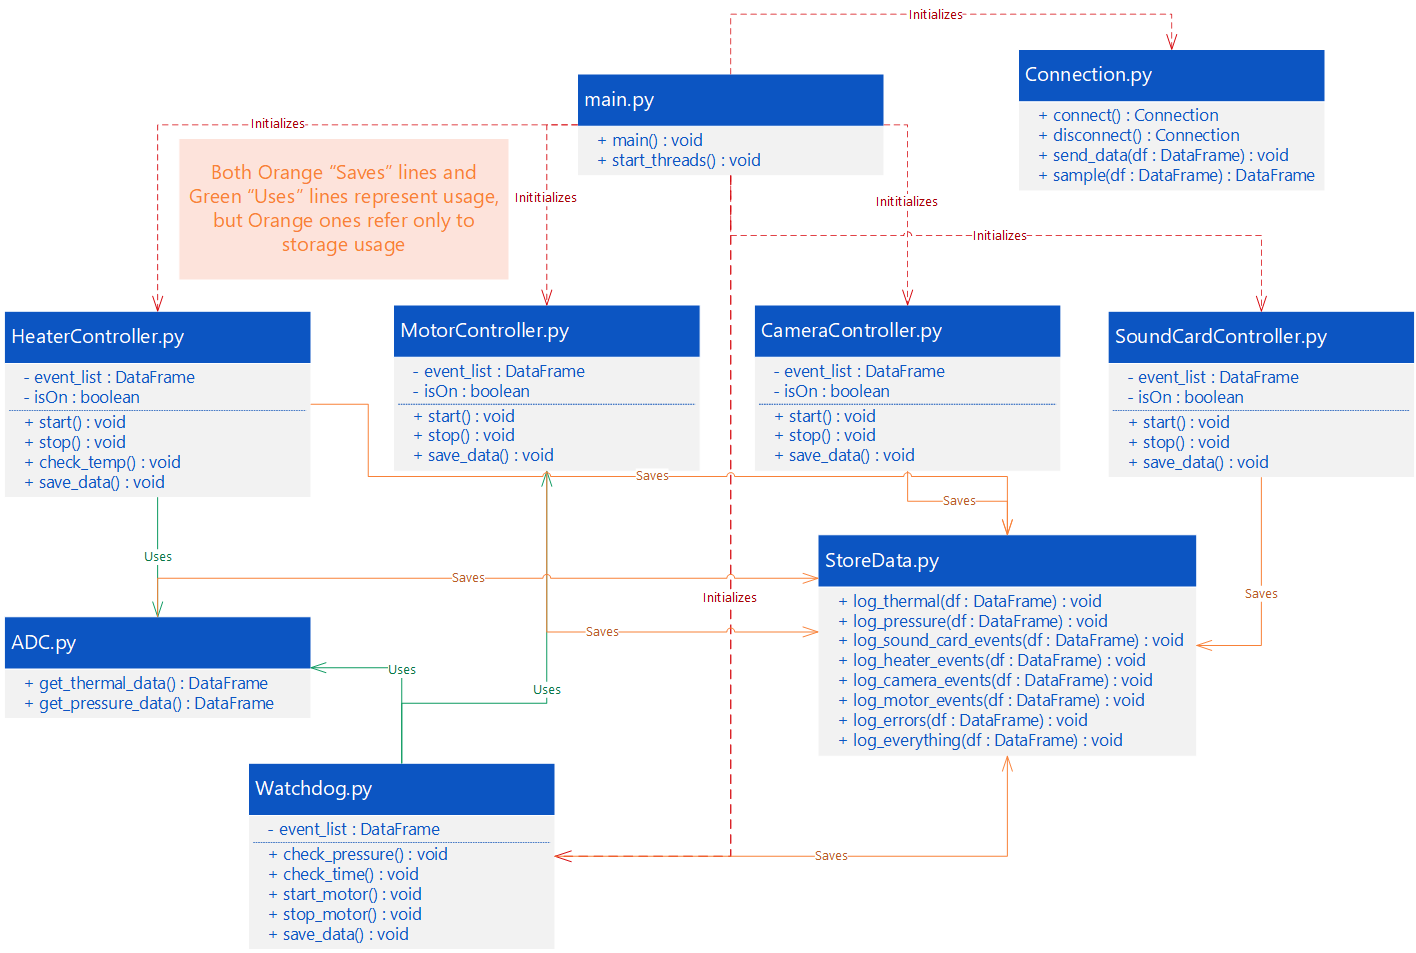 Initializes
main.py
+ main() : void
+ start_threads() : void
Connection.py
+ connect() : Connection
+ disconnect() : Connection
+ send_data(df : DataFrame) : void
+ sample(df : DataFrame) : DataFrame
Initializes
Both Orange “Saves” lines and
Green “Uses” lines represent usage,
but Orange ones refer only to
storage usage
Inititializes
Inititializes
Initializes
HeaterController.py
- event_list : DataFrame
- isOn : boolean
+ start() : void
+ stop() : void
+ check_temp() : void
+ save_data() : void
MotorController.py
- event_list : DataFrame
- isOn : boolean
+ start() : void
+ stop() : void
+ save_data() : void
CameraController.py
- event_list : DataFrame
- isOn : boolean
+ start() : void
+ stop() : void
+ save_data() : void
SoundCardController.py
- event_list : DataFrame
- isOn : boolean
+ start() : void
+ stop() : void
+ save_data() : void
Saves
Saves
Uses
Saves
Initializes
Saves
Saves
StoreData.py
+ log_thermal(df : DataFrame) : void
+ log_pressure(df : DataFrame) : void
+ log_sound_card_events(df : DataFrame) : void
+ log_heater_events(df : DataFrame) : void
+ log_camera_events(df : DataFrame) : void
+ log_motor_events(df : DataFrame) : void
+ log_errors(df : DataFrame) : void
+ log_everything(df : DataFrame) : void
ADC.py
+ get_thermal_data() : DataFrame
+ get_pressure_data() : DataFrame
Uses
Uses
Watchdog.py
- event_list : DataFrame
+ check_pressure() : void
+ check_time() : void
+ start_motor() : void
+ stop_motor() : void
+ save_data() : void
Saves